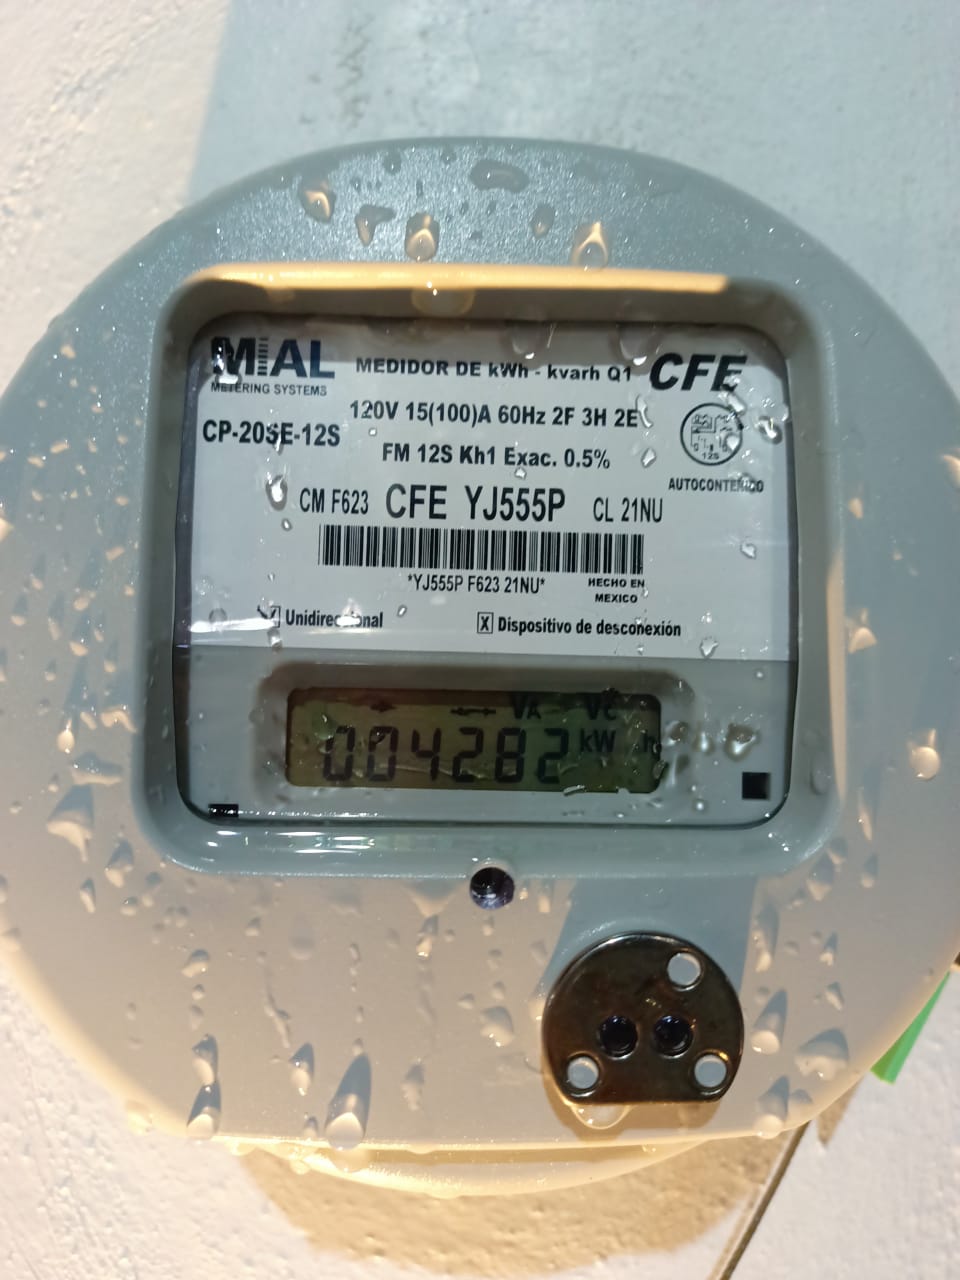 MIAL
METERING SYSTEMS
MEDIDOR DE kWh - kvarh Q1
CFE
120V 15(100)A 60Hz 2F 3H 2E
CP-20SE-12S
FM 12S Kh1 Exac. 0.5%
12S
AUTOCONTENIDO
CM F623 CFE YJ555P CL 21NU
*YJ555P F623 21NU*
HECHO EN
MEXICO
X Unidireccional
X Dispositivo de desconexión
VA VC
004282 kW h